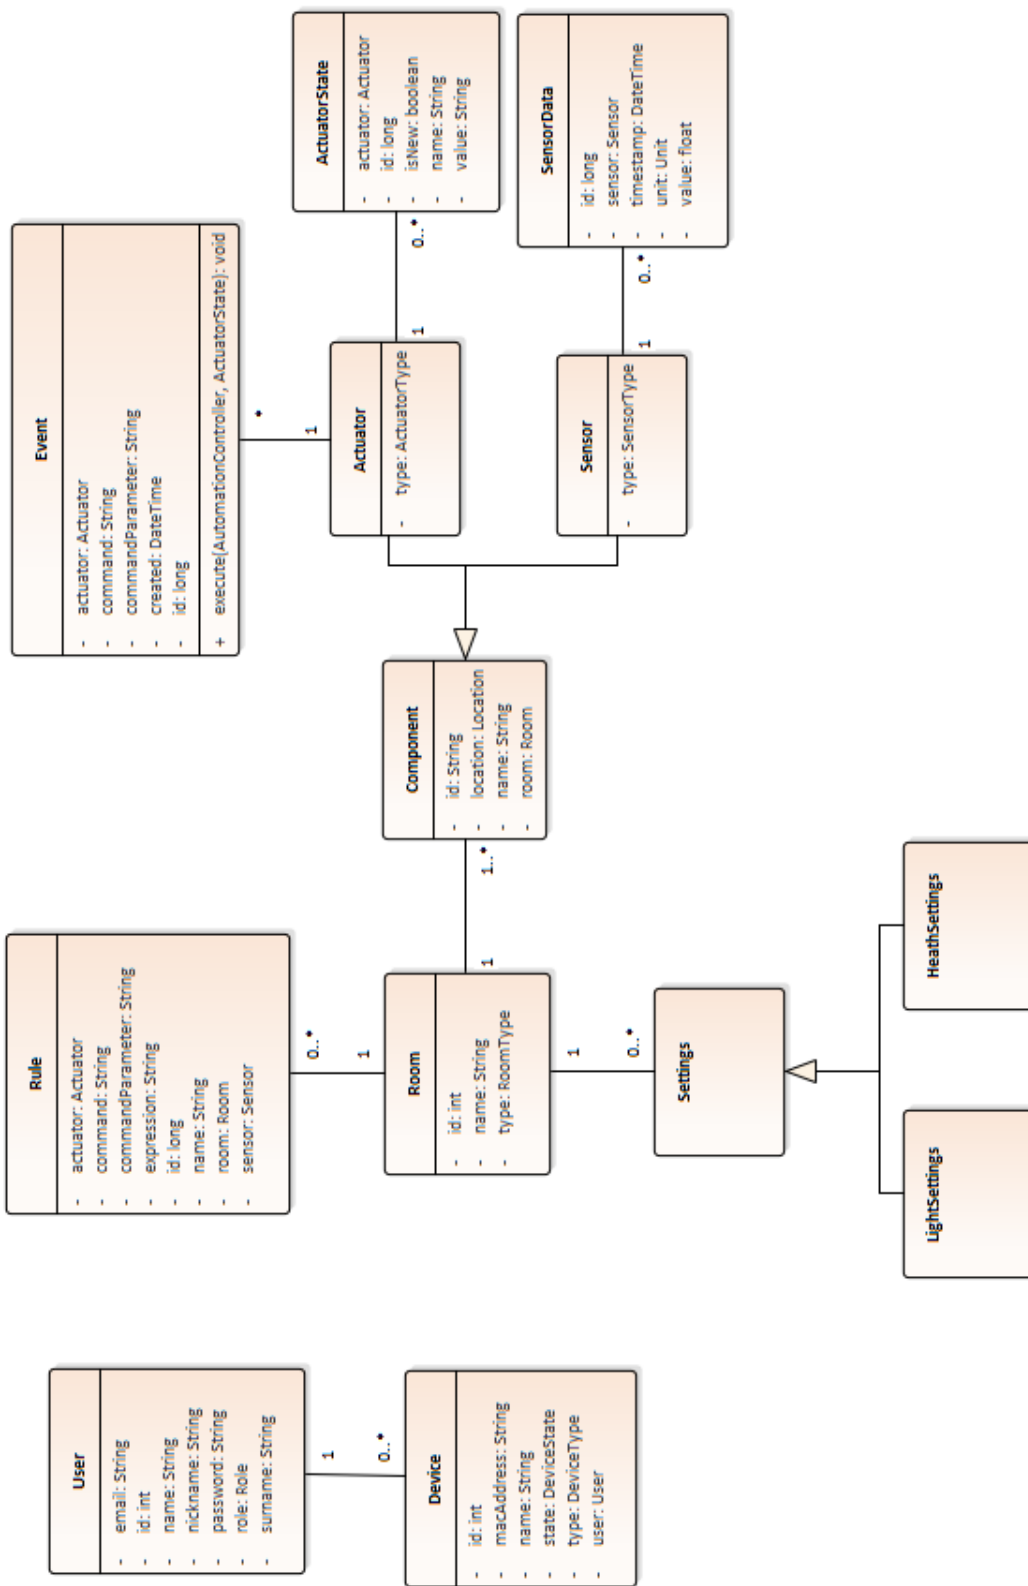 User
- email: String
- id: int
- name: String
- nickname: String
- password: String
- role: Role
- surname: String
1
0..*
Device
- id: int
- macAddress: String
- name: String
- state: DeviceState
- type: DeviceType
- user: User
Rule
- actuator: Actuator
- command: String
- commandParameter: String
- expression: String
- id: long
- name: String
- room: Room
- sensor: Sensor
0..*
1
Room
- id: int
- name: String
- type: RoomType
1
0..*
Settings
LightSettings
HeathSettings
1
1..*
Component
- id: String
- location: Location
- name: String
- room: Room
Event
- actuator: Actuator
- command: String
- commandParameter: String
- created: DateTime
- id: long
+ execute(AutomationController, ActuatorState): void
*
1
Actuator
- type: ActuatorType
1
0..*
ActuatorState
- actuator: Actuator
- id: long
- isNew: boolean
- name: String
- value: String
Sensor
- type: SensorType
1
0..*
SensorData
- id: long
- sensor: Sensor
- timestamp: DateTime
- unit: Unit
- value: float